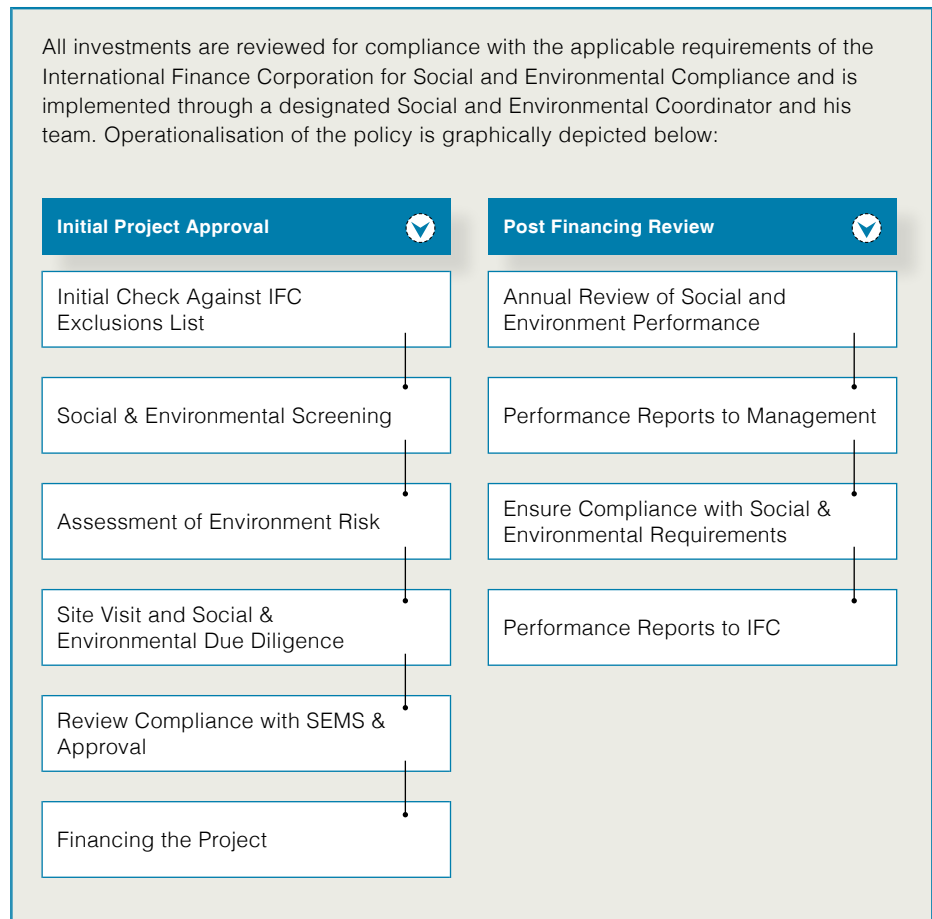 All investments are reviewed for compliance with the applicable requirements of the
International Finance Corporation for Social and Environmental Compliance and is
implemented through a designated Social and Environmental Coordinator and his
team. Operationalisation of the policy is graphically depicted below:
Initial Project Approval
Initial Check Against IFC
Exclusions List
Social & Environmental Screening
Assessment of Environment Risk
Site Visit and Social &
Environmental Due Diligence
Review Compliance with SEMS &
Approval
Financing the Project
Post Financing Review
Annual Review of Social and
Environment Performance
Performance Reports to Management
Ensure Compliance with Social &
Environmental Requirements
Performance Reports to IFC